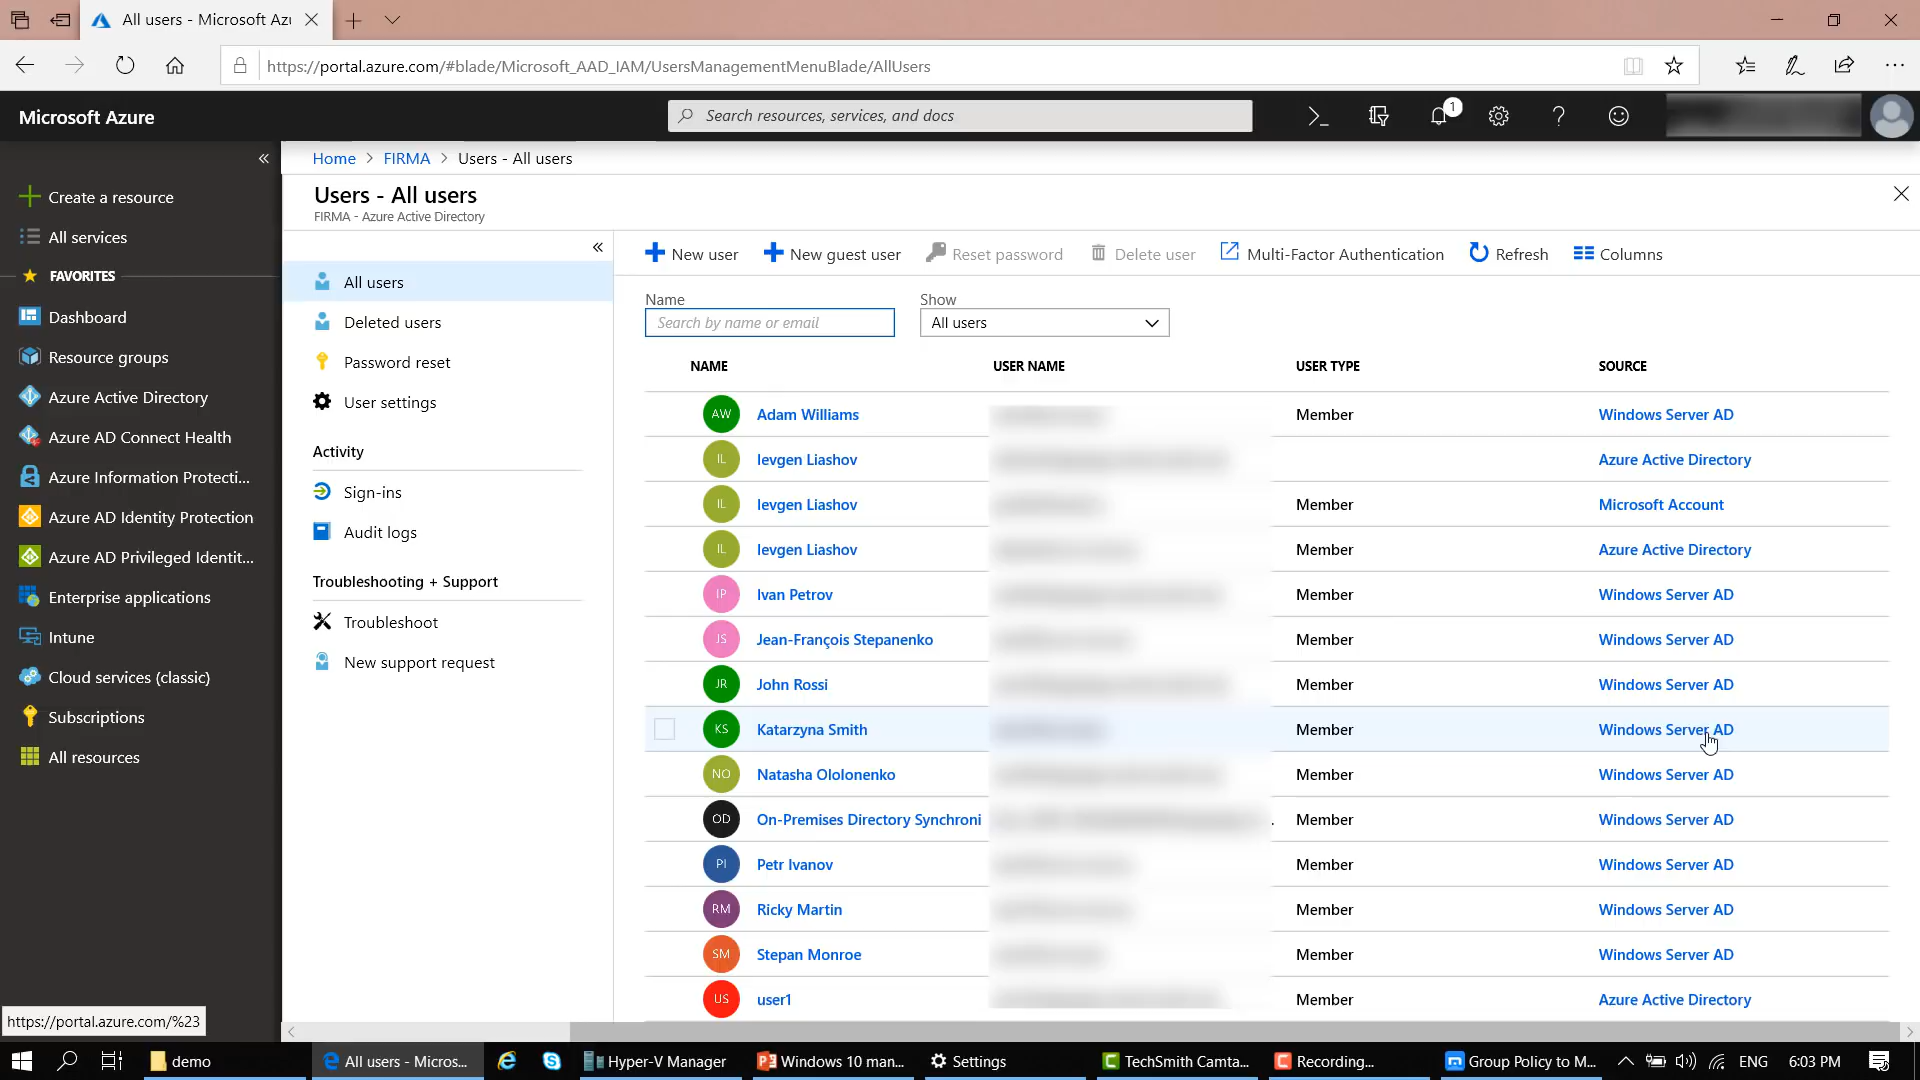 All users - Microsoft Azu
https://portal.azure.com/#blade/Microsoft_AAD_IAM/UsersManagementMenuBlade/AllUsers
Microsoft Azure
Search resources, services, and docs
1
Home > FIRMA > Users - All users
Users - All users
FIRMA - Azure Active Directory
Create a resource
All services
FAVORITES
Dashboard
Resource groups
Azure Active Directory
Azure AD Connect Health
Azure Information Protecti...
Azure AD Identity Protection
Azure AD Privileged Identit...
Enterprise applications
Intune
Cloud services (classic)
Subscriptions
All resources
All users
Deleted users
Password reset
User settings
Activity
Sign-ins
Audit logs
Troubleshooting + Support
Troubleshoot
New support request
New user New guest user Reset password Delete user Multi-Factor Authentication Refresh Columns
Name Show
Search by name or email All users
NAME USER NAME USER TYPE SOURCE
AW Adam Williams Member Windows Server AD
IL Ievgen Liashov Azure Active Directory
IL Ievgen Liashov Member Microsoft Account
IL Ievgen Liashov Member Azure Active Directory
IP Ivan Petrov Member Windows Server AD
JS Jean-François Stepanenko Member Windows Server AD
JR John Rossi Member Windows Server AD
KS Katarzyna Smith Member Windows Server AD
NO Natasha Ololonenko Member Windows Server AD
OD On-Premises Directory Synchroni Member Windows Server AD
PI Petr Ivanov Member Windows Server AD
RM Ricky Martin Member Windows Server AD
SM Stepan Monroe Member Windows Server AD
US user1 Member Azure Active Directory
https://portal.azure.com/%23
demo All users - Micros... Hyper-V Manager Windows 10 man... Settings TechSmith Camta... Recording... Group Policy to M... ENG 6:03 PM